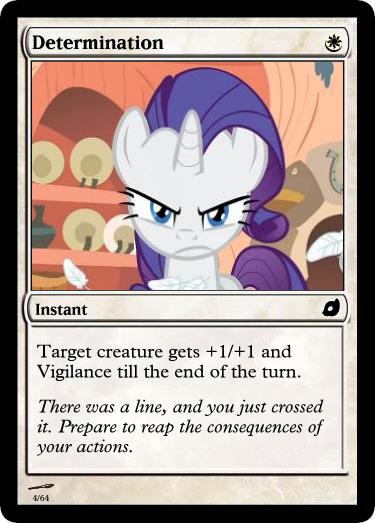 Determination
Instant
Target creature gets +1/+1 and
Vigilance till the end of the turn.
There was a line, and you just crossed
it. Prepare to reap the consequences of
your actions.
4/64